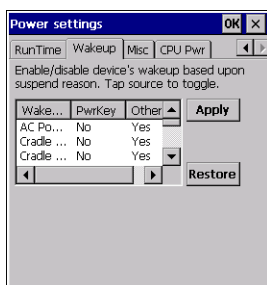 Power settings OK ×
RunTime Wakeup Misc CPU Pwr
Enable/disable device's wakeup based upon
suspend reason. Tap source to toggle.
Wake... PwrKey Other Apply
AC Po... No Yes
Cradle ... No Yes
Cradle ... No Yes
Restore